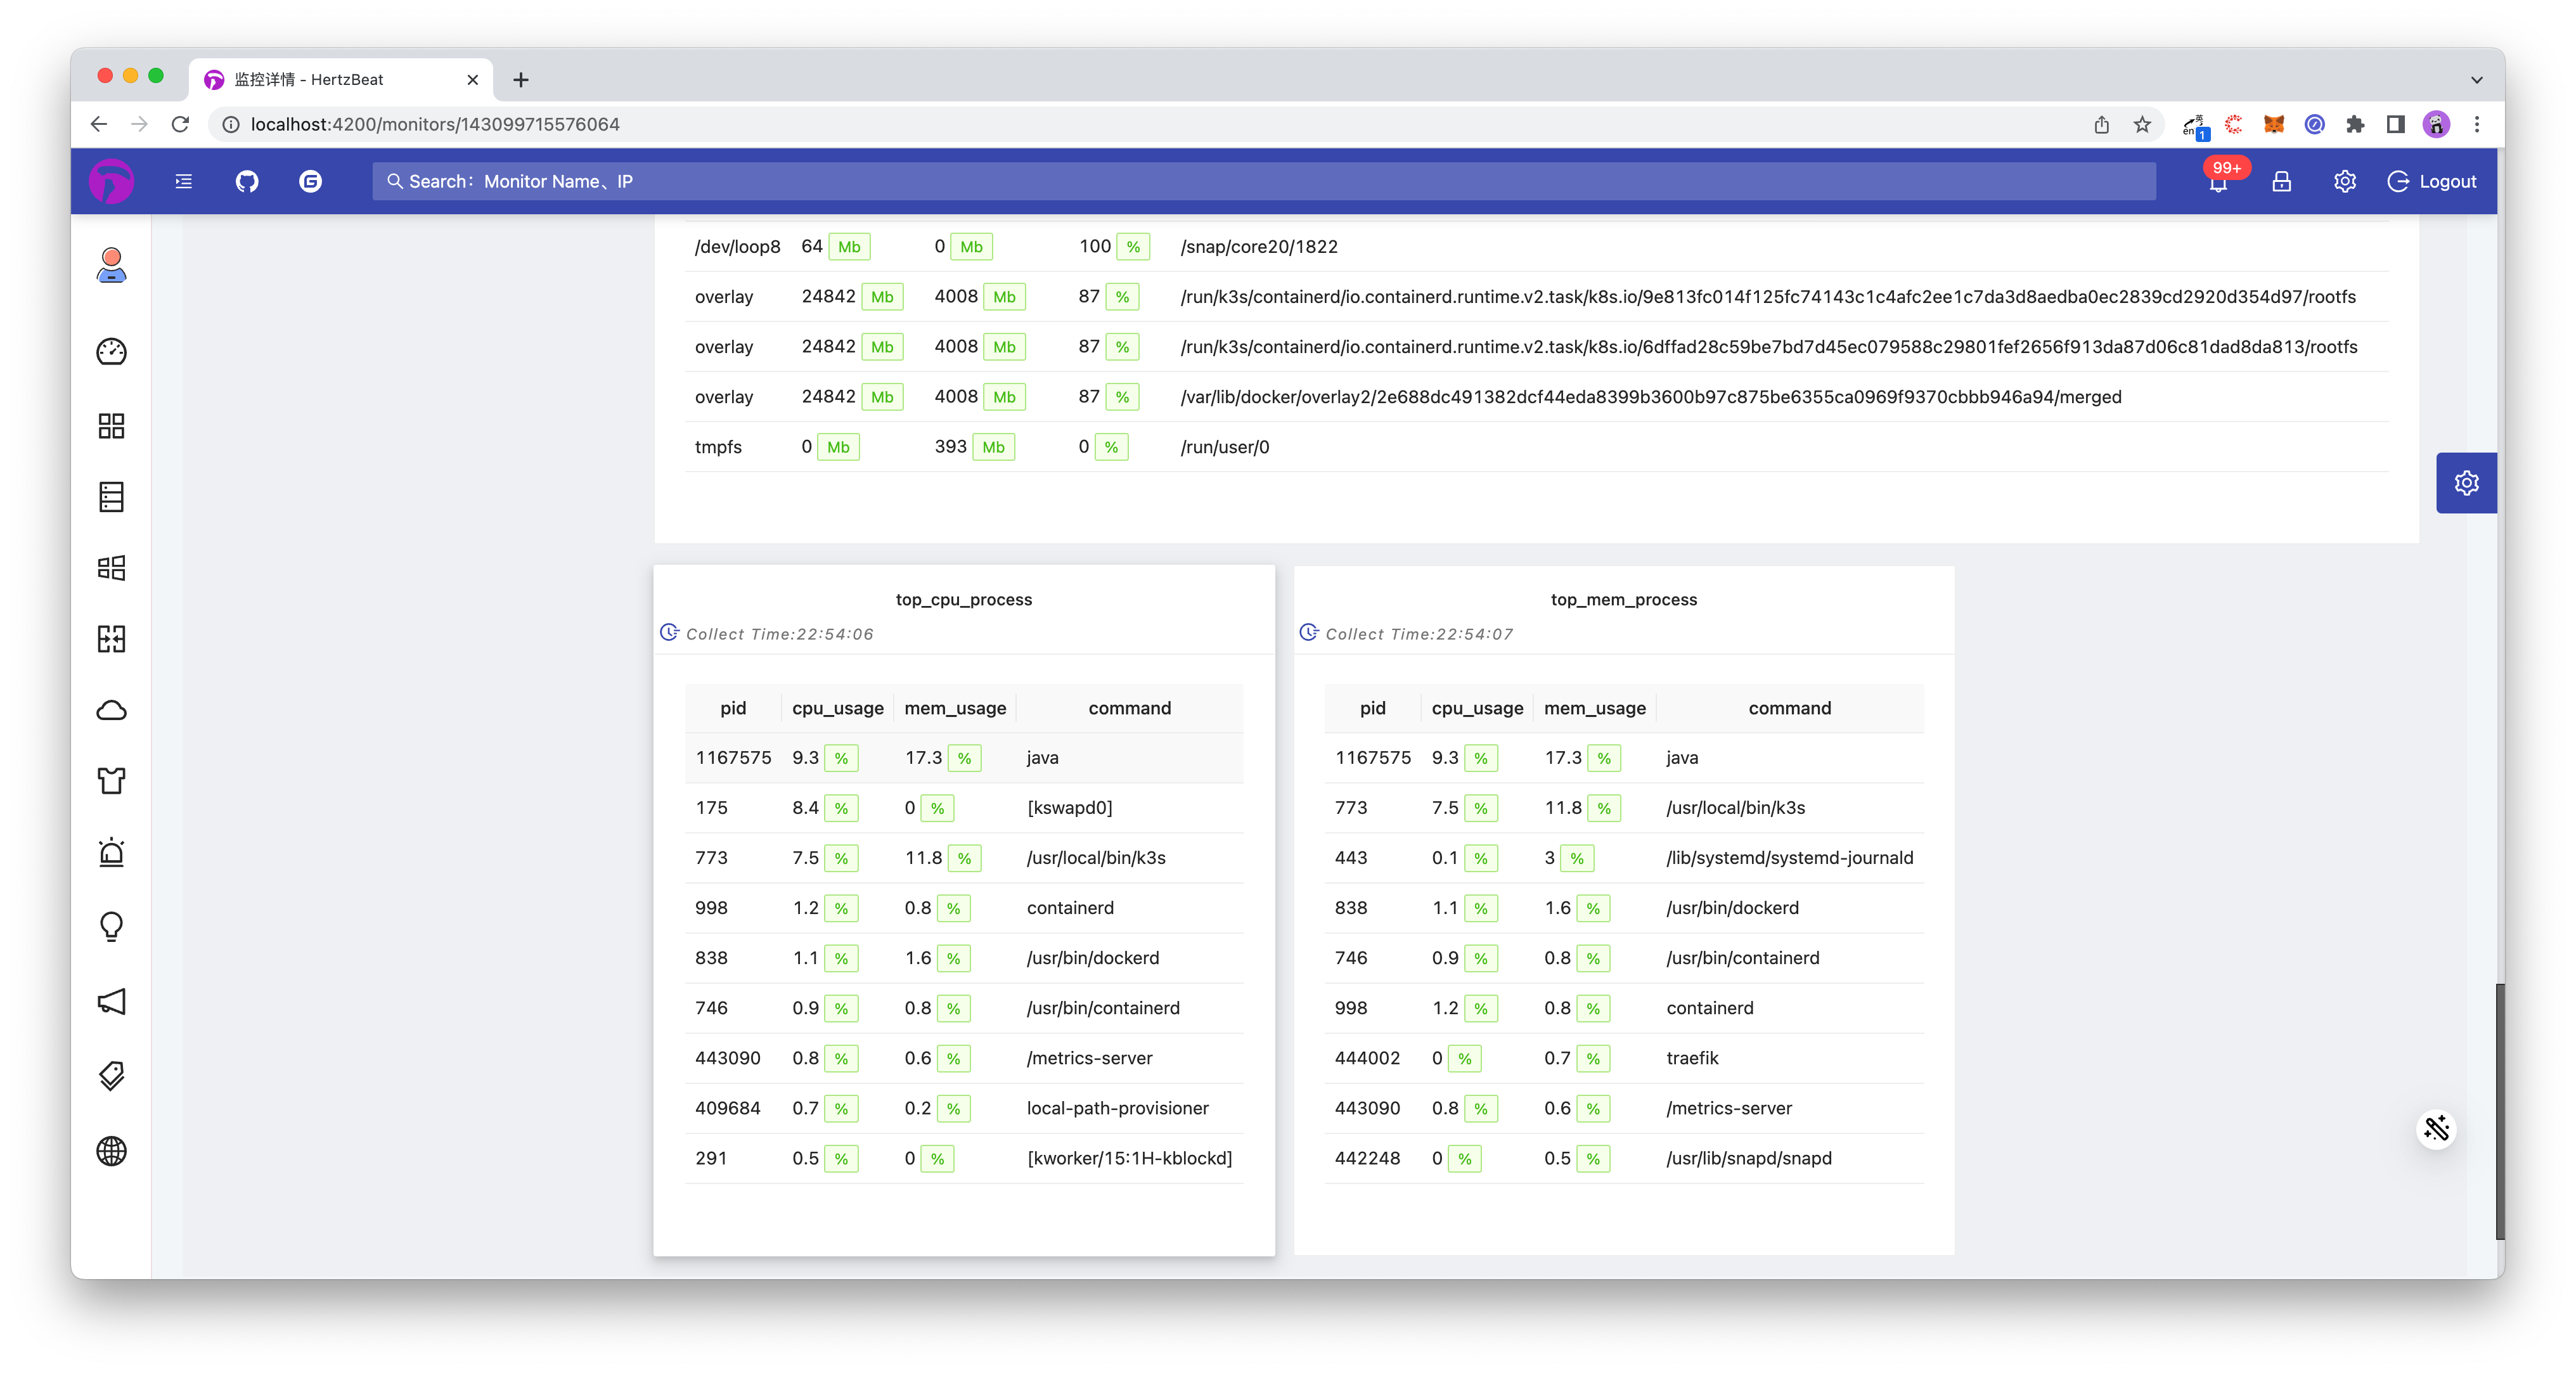 监控详情 - HertzBeat
localhost:4200/monitors/143099715576064
英
en
1
Search：Monitor Name、IP
99+
Logout
/dev/loop8 64 Mb 0 Mb 100 % /snap/core20/1822
overlay 24842 Mb 4008 Mb 87 % /run/k3s/containerd/io.containerd.runtime.v2.task/k8s.io/9e813fc014f125fc74143c1c4afc2ee1c7da3d8aedba0ec2839cd2920d354d97/rootfs
overlay 24842 Mb 4008 Mb 87 % /run/k3s/containerd/io.containerd.runtime.v2.task/k8s.io/6dffad28c59be7bd7d45ec079588c29801fef2656f913da87d06c81dad8da813/rootfs
overlay 24842 Mb 4008 Mb 87 % /var/lib/docker/overlay2/2e688dc491382dcf44eda8399b3600b97c875be6355ca0969f9370cbbb946a94/merged
tmpfs 0 Mb 393 Mb 0 % /run/user/0
top_cpu_process
Collect Time:22:54:06
pid cpu_usage mem_usage command
1167575 9.3 % 17.3 % java
175 8.4 % 0 % [kswapd0]
773 7.5 % 11.8 % /usr/local/bin/k3s
998 1.2 % 0.8 % containerd
838 1.1 % 1.6 % /usr/bin/dockerd
746 0.9 % 0.8 % /usr/bin/containerd
443090 0.8 % 0.6 % /metrics-server
409684 0.7 % 0.2 % local-path-provisioner
291 0.5 % 0 % [kworker/15:1H-kblockd]
top_mem_process
Collect Time:22:54:07
pid cpu_usage mem_usage command
1167575 9.3 % 17.3 % java
773 7.5 % 11.8 % /usr/local/bin/k3s
443 0.1 % 3 % /lib/systemd/systemd-journald
838 1.1 % 1.6 % /usr/bin/dockerd
746 0.9 % 0.8 % /usr/bin/containerd
998 1.2 % 0.8 % containerd
444002 0 % 0.7 % traefik
443090 0.8 % 0.6 % /metrics-server
442248 0 % 0.5 % /usr/lib/snapd/snapd